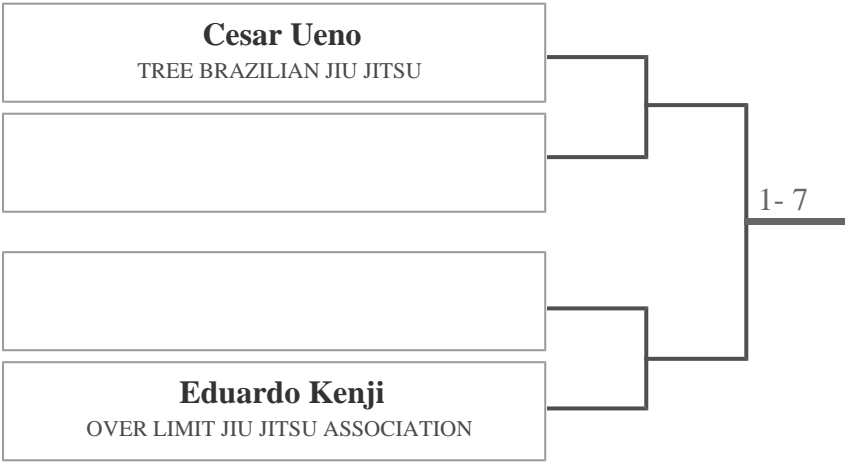 Cesar Ueno
TREE BRAZILIAN JIU JITSU
1- 7
Eduardo Kenji
OVER LIMIT JIU JITSU ASSOCIATION